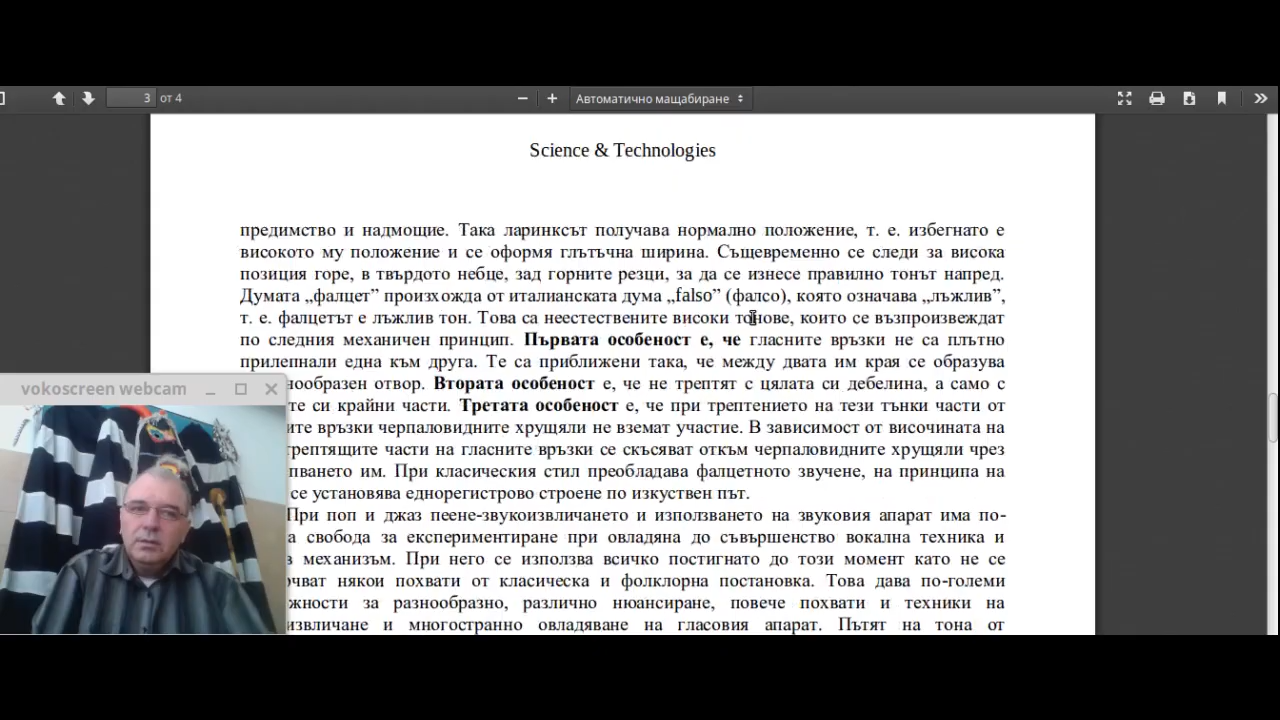 3 от 4
Автоматично мащабиране
Science & Technologies
предимство и надмощие. Така ларинксът получава нормално положение, т. е. избегнато е
високото му положение и се оформя глътъчна ширина. Същевременно се следи за висока
позиция горе, в твърдото небце, зад горните резци, за да се изнесе правилно тонът напред.
Думата „фалцет” произхожда от италианската дума „falso” (фалсо), която означава „лъжлив”,
т. е. фалцетът е лъжлив тон. Това са неестествените високи тонове, които се възпроизвеждат
по следния механичен принцип. Първата особеност е, че гласните връзки не са плътно
прилепнали една към друга. Те са приближени така, че между двата им края се образува
нообразен отвор. Втората особеност е, че не трептят с цялата си дебелина, а само с
те си крайни части. Третата особеност е, че при трептението на тези тънки части от
ите връзки черпаловидните хрущяли не вземат участие. В зависимост от височината на
трептящите части на гласните връзки се скъсяват откъм черпаловидните хрущяли чрез
пването им. При класическия стил преобладава фалцетното звучене, на принципа на
се установява еднорегистрово строене по изкуствен път.
При поп и джаз пеене-звукоизвличането и използването на звуковия апарат има по-
а свобода за експериментиране при овладяна до съвършенство вокална техника и
в механизъм. При него се използва всичко постигнато до този момент като не се
очват някои похвати от класическа и фолклорна постановка. Това дава по-големи
жности за разнообразно, различно нюансиране, повече похвати и техники на
извличане и многостранно овладяване на гласовия апарат. Пътят на тона от
vokoscreen webcam